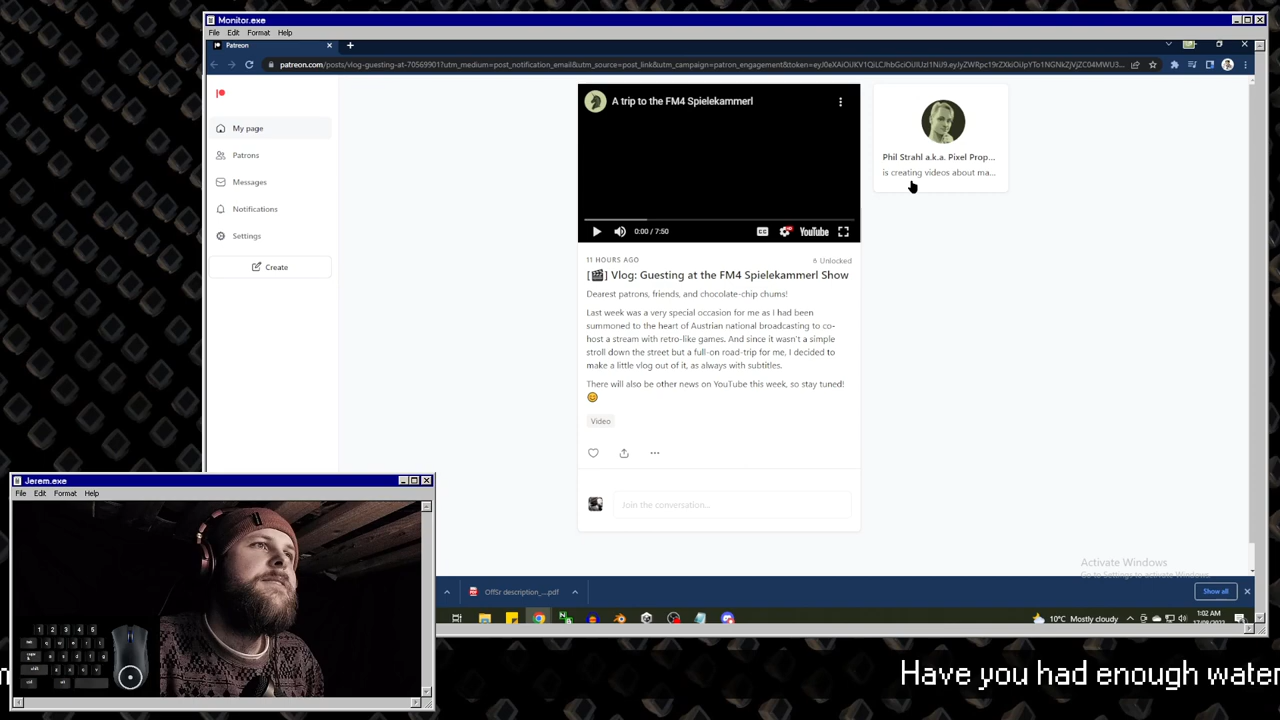 Monitor.exe
File Edit Format Help
Patreon
patreon.com/posts/vlog-guesting-at-70569901?utm_medium=post_notification_email&utm_source=post_link&utm_campaign=patron_engagement&token=
My page
Patrons
Messages
Notifications
Settings
Create
A trip to the FM4 Spielekammerl
0:00 / 7:50
CC
YouTube
11 HOURS AGO
Unlocked
[🎬] Vlog: Guesting at the FM4 Spielekammerl Show
Dearest patrons, friends, and chocolate-chip chums!
Last week was a very special occasion for me as I had been
summoned to the heart of Austrian national broadcasting to co-
host a stream with retro-like games. And since it wasn't a simple
stroll down the street but a full-on road-trip for me, I decided to
make a little vlog out of it, as always with subtitles.
There will also be other news on YouTube this week, so stay tuned!
Video
Join the conversation...
Phil Strahl a.k.a. Pixel Prop...
is creating videos about ma...
Activate Windows
Go to Settings to activate Windows.
OffSr description_....pdf
Show all
10°C Mostly cloudy
1:02 AM
Jerem.exe
File Edit Format Help
Have you had enough water